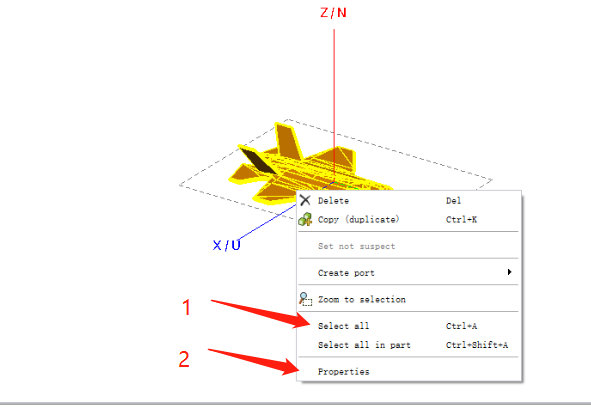 Z/N
X/U
Delete Del
Copy (duplicate) Ctrl+K
Set not suspect
Create port
Zoom to selection
1
Select all Ctrl+A
Select all in part Ctrl+Shift+A
2
Properties